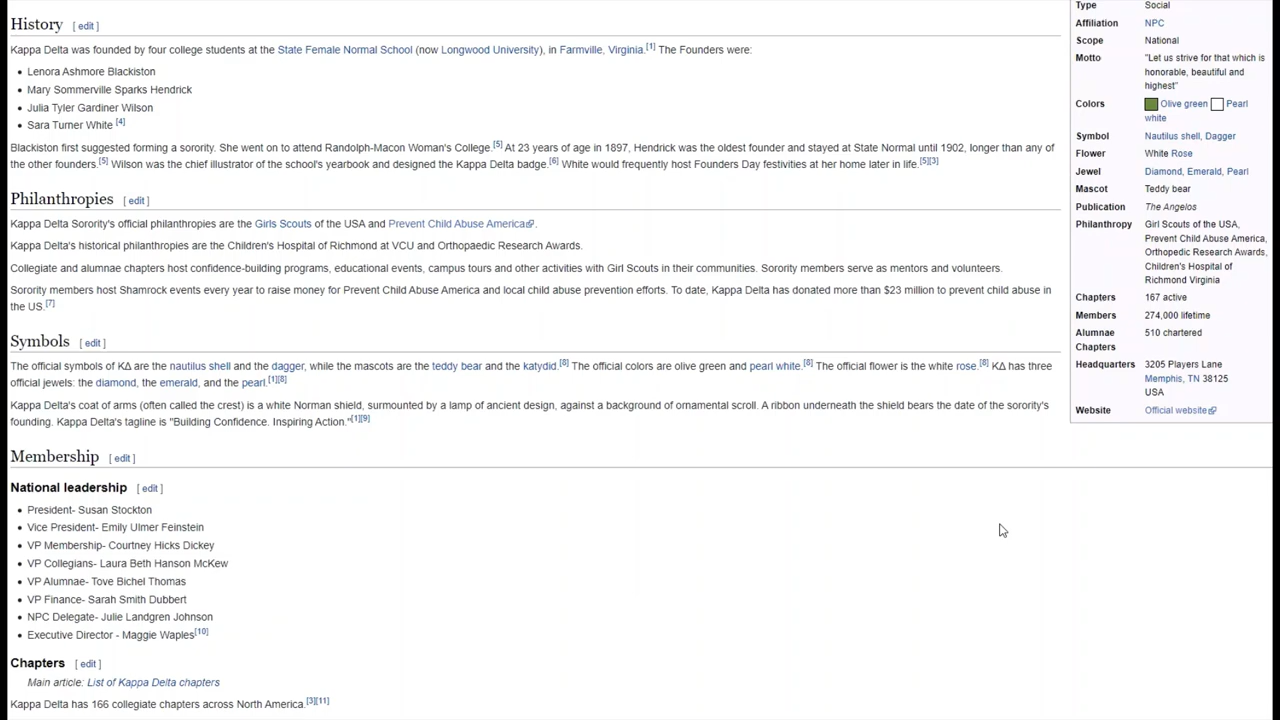 History [ edit ]
Kappa Delta was founded by four college students at the State Female Normal School (now Longwood University), in Farmville, Virginia.[1] The Founders were:
• Lenora Ashmore Blackiston
• Mary Sommerville Sparks Hendrick
• Julia Tyler Gardiner Wilson
• Sara Turner White [4]
Blackiston first suggested forming a sorority. She went on to attend Randolph-Macon Woman's College.[5] At 23 years of age in 1897, Hendrick was the oldest founder and stayed at State Normal until 1902, longer than any of
the other founders.[5] Wilson was the chief illustrator of the school's yearbook and designed the Kappa Delta badge.[6] White would frequently host Founders Day festivities at her home later in life.[5][3]
Philanthropies [ edit ]
Kappa Delta Sorority's official philanthropies are the Girls Scouts of the USA and Prevent Child Abuse America.
Kappa Delta's historical philanthropies are the Children's Hospital of Richmond at VCU and Orthopaedic Research Awards.
Collegiate and alumnae chapters host confidence-building programs, educational events, campus tours and other activities with Girl Scouts in their communities. Sorority members serve as mentors and volunteers.
Sorority members host Shamrock events every year to raise money for Prevent Child Abuse America and local child abuse prevention efforts. To date, Kappa Delta has donated more than $23 million to prevent child abuse in
the US.[7]
Symbols [ edit ]
The official symbols of ΚΔ are the nautilus shell and the dagger, while the mascots are the teddy bear and the katydid.[8] The official colors are olive green and pearl white.[8] The official flower is the white rose.[8] ΚΔ has three
official jewels: the diamond, the emerald, and the pearl.[1][8]
Kappa Delta's coat of arms (often called the crest) is a white Norman shield, surmounted by a lamp of ancient design, against a background of ornamental scroll. A ribbon underneath the shield bears the date of the sorority's
founding. Kappa Delta's tagline is "Building Confidence. Inspiring Action."[1][9]
Membership [ edit ]
National leadership [ edit ]
• President- Susan Stockton
• Vice President- Emily Ulmer Feinstein
• VP Membership- Courtney Hicks Dickey
• VP Collegians- Laura Beth Hanson McKew
• VP Alumnae- Tove Bichel Thomas
• VP Finance- Sarah Smith Dubbert
• NPC Delegate- Julie Landgren Johnson
• Executive Director - Maggie Waples[10]
Chapters [ edit ]
Main article: List of Kappa Delta chapters
Kappa Delta has 166 collegiate chapters across North America.[3][11]
Type Social
Affiliation NPC
Scope National
Motto "Let us strive for that which is
honorable, beautiful and
highest"
Colors Olive green Pearl
white
Symbol Nautilus shell, Dagger
Flower White Rose
Jewel Diamond, Emerald, Pearl
Mascot Teddy bear
Publication The Angelos
Philanthropy Girl Scouts of the USA,
Prevent Child Abuse America,
Orthopedic Research Awards,
Children's Hospital of
Richmond Virginia
Chapters 167 active
Members 274,000 lifetime
Alumnae 510 chartered
Chapters
Headquarters 3205 Players Lane
Memphis, TN 38125
USA
Website Official website